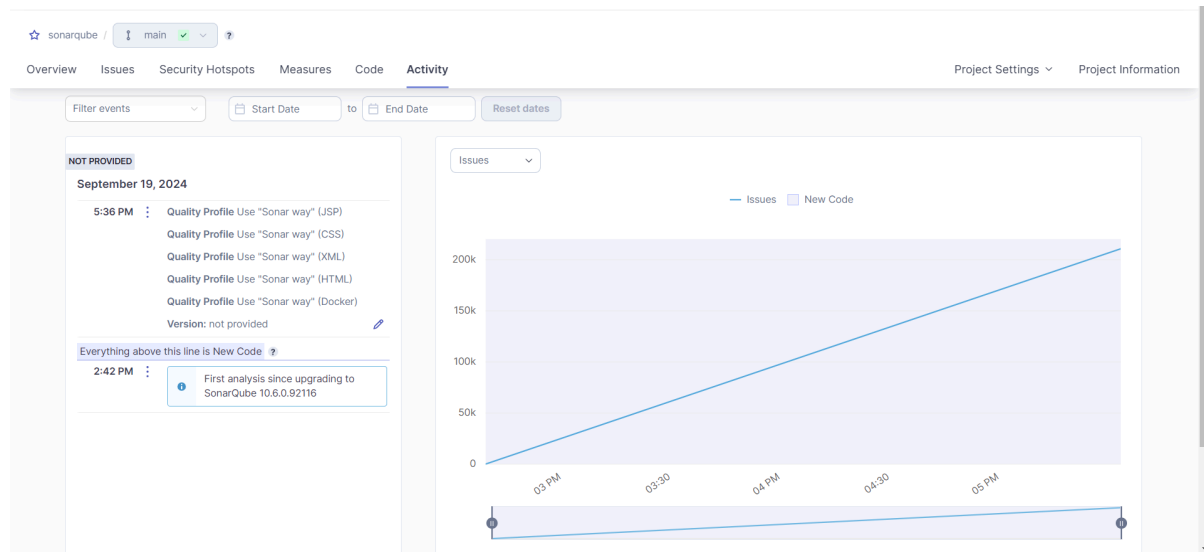 sonarqube / main ?
Overview Issues Security Hotspots Measures Code Activity Project Settings Project Information
Filter events Start Date to End Date Reset dates
NOT PROVIDED
September 19, 2024
5:36 PM Quality Profile Use "Sonar way" (JSP)
Quality Profile Use "Sonar way" (CSS)
Quality Profile Use "Sonar way" (XML)
Quality Profile Use "Sonar way" (HTML)
Quality Profile Use "Sonar way" (Docker)
Version: not provided
Everything above this line is New Code ?
2:42 PM First analysis since upgrading to
SonarQube 10.6.0.92116
Issues
Issues New Code
200k
150k
100k
50k
0
03 PM 03:30 04 PM 04:30 05 PM